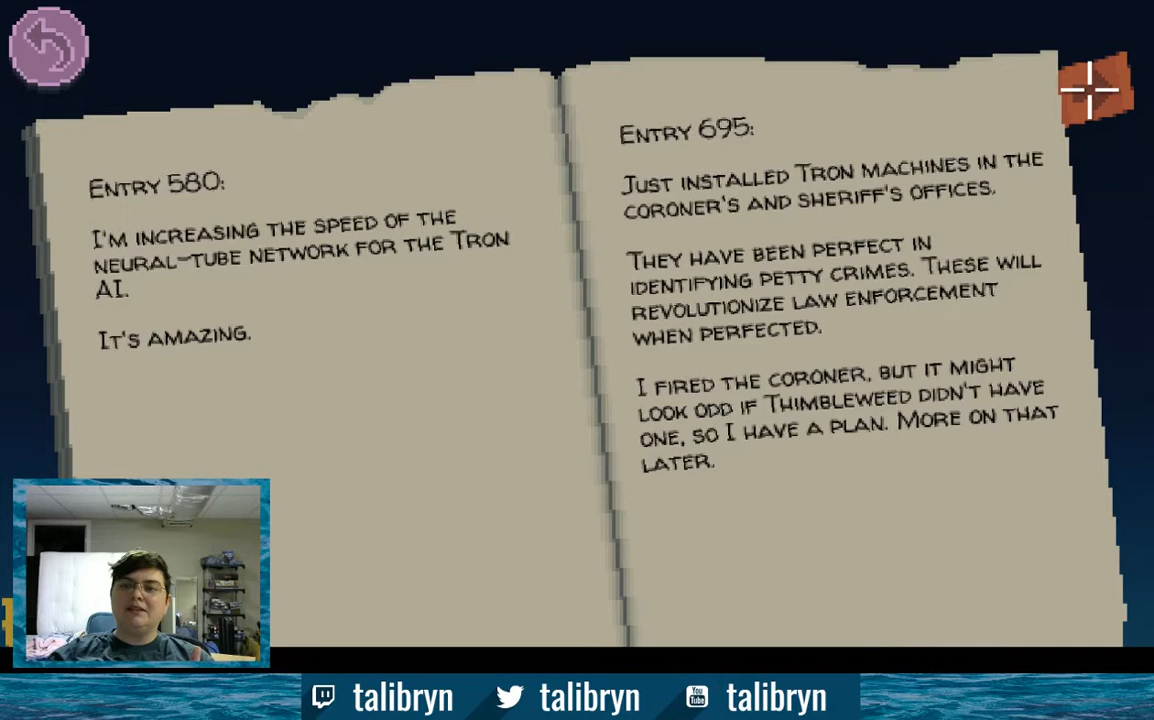 Entry 580:
I'm increasing the speed of the
neural-tube network for the Tron
AI.
It's amazing.
Entry 695:
Just installed Tron machines in the
coroner's and sheriff's offices.
They have been perfect in
identifying petty crimes. These will
revolutionize law enforcement
when perfected.
I fired the coroner, but it might
look odd if Thimbleweed didn't have
one, so I have a plan. More on that
later.
talibryn
talibryn
You Tube talibryn